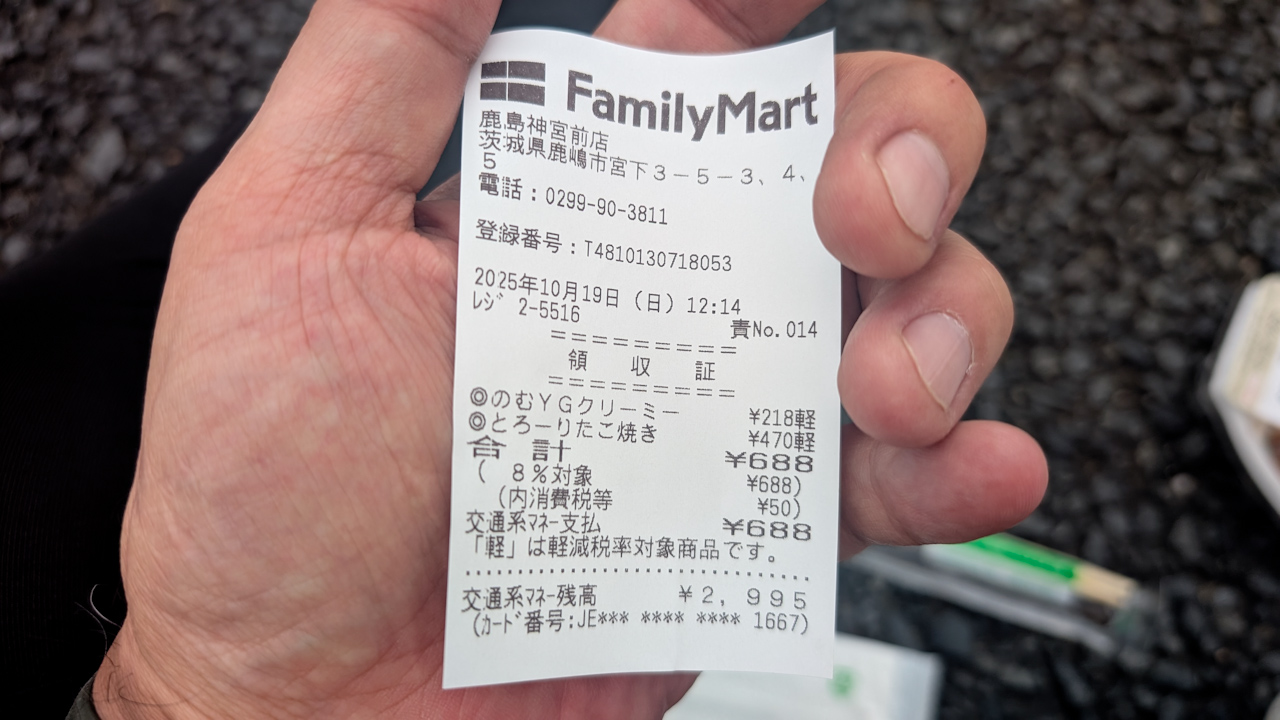 FamilyMart
鹿島神宮前店
茨城県鹿嶋市宮下3-5-3、4、
5
電話:0299-90-3811
登録番号:T4810130718053
2025年10月19日(日)12:14
レジ 2-5516 責No.014
=========
領 収 証
=========
◎のむYGクリーミー ¥218軽
◎とろーりたこ焼き ¥470軽
合 計 ¥688
( 8%対象 ¥688)
(内消費税等 ¥50)
交通系マネー支払 ¥688
「軽」は軽減税率対象商品です。
交通系マネー残高 ¥2,995
(カード番号:JE*** **** **** 1667)